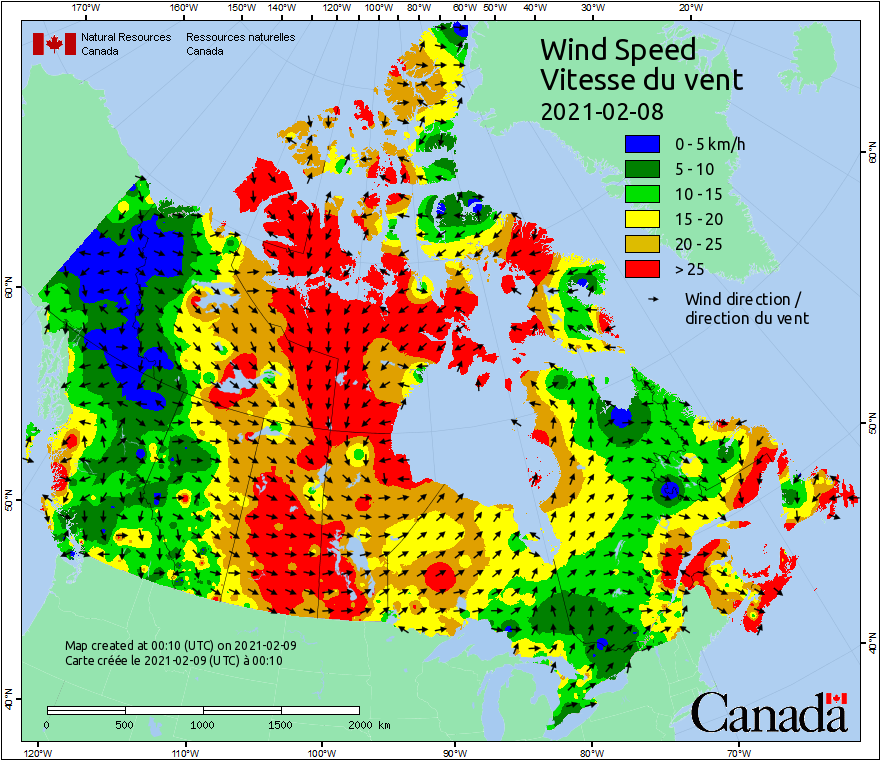 170°W 160°W 150°W 140°W 120°W 100°W 80°W 60°W 50°W 40°W 30°W 20°W
Natural Resources Ressources naturelles
Canada Canada
Wind Speed
Vitesse du vent
2021-02-08
0 - 5 km/h
5 - 10
10 - 15
15 - 20
20 - 25
> 25
Wind direction /
direction du vent
60°N
60°N
50°N
50°N
40°N
40°N
Map created at 00:10 (UTC) on 2021-02-09
Carte créée le 2021-02-09 (UTC) à 00:10
0 500 1000 1500 2000 km
Canada
120°W 110°W 100°W 90°W 80°W 70°W